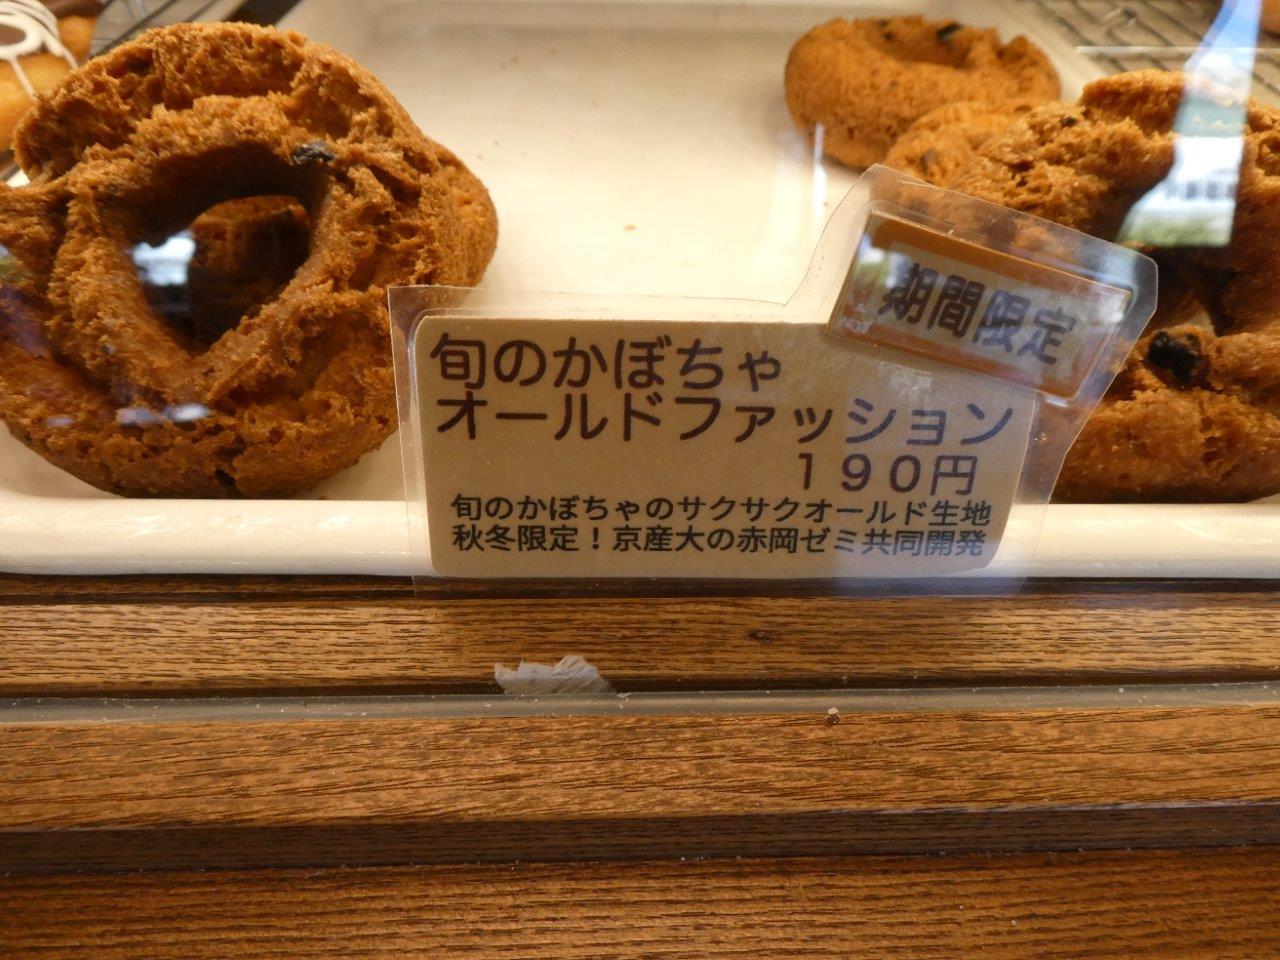 期間限定
旬のかぼちゃ
オールドファッション
１９０円
旬のかぼちゃのサクサクオールド生地
秋冬限定！京産大の赤岡ゼミ共同開発